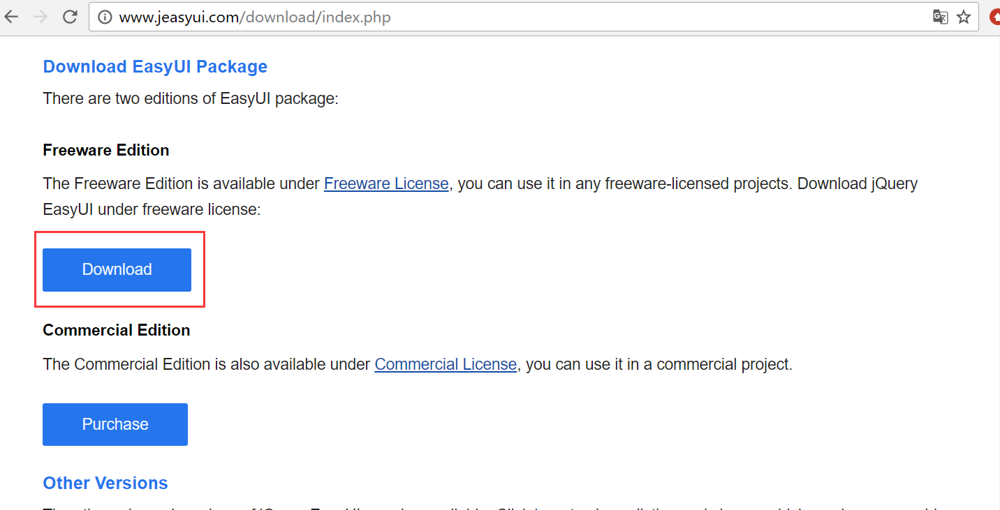 www.jeasyui.com/download/index.php
Download EasyUI Package
There are two editions of EasyUI package:
Freeware Edition
The Freeware Edition is available under Freeware License, you can use it in any freeware-licensed projects. Download jQuery
EasyUI under freeware license:
Download
Commercial Edition
The Commercial Edition is also available under Commercial License, you can use it in a commercial project.
Purchase
Other Versions